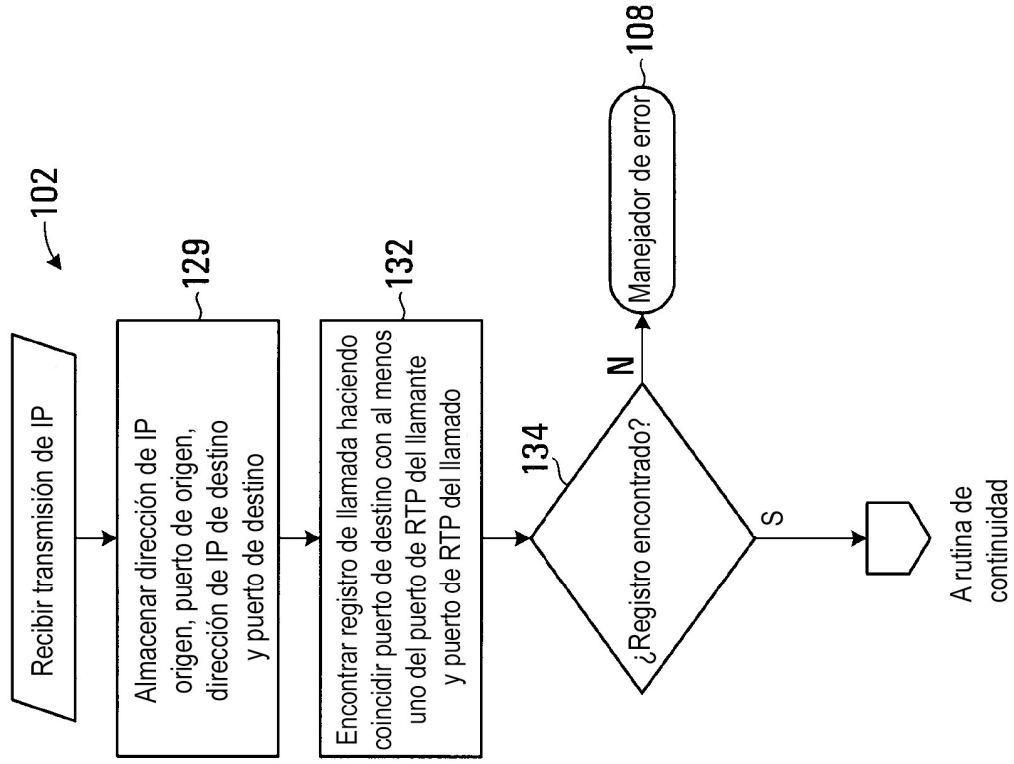 102
Recibir transmisión de IP
129
Almacenar dirección de IP
origen, puerto de origen,
dirección de IP de destino
y puerto de destino
132
Encontrar registro de llamada haciendo
coincidir puerto de destino con al menos
uno del puerto de RTP del llamante
y puerto de RTP del llamado
134
¿Registro encontrado?
N
108
Manejador de error
S
A rutina de
continuidad